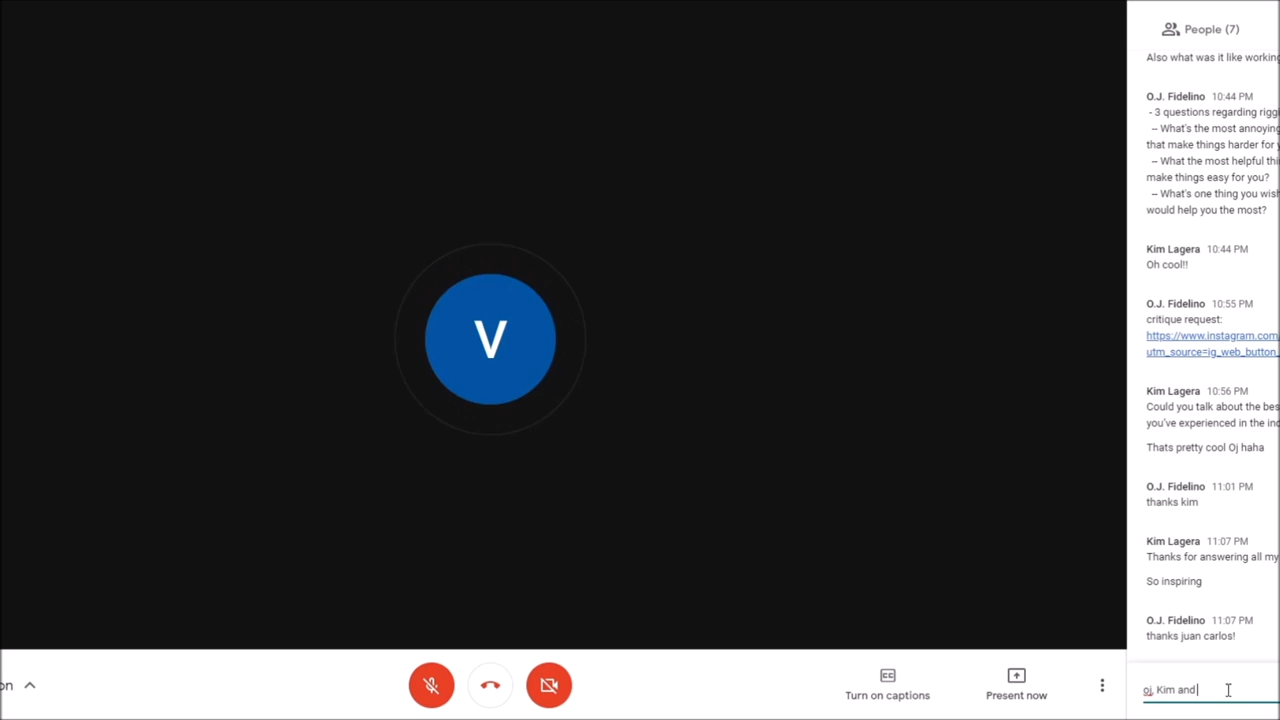 People (7)
Also what was it like working
O.J. Fidelino 10:44 PM
- 3 questions regarding riggi
-- What's the most annoying
that make things harder for y
-- What the most helpful thi
make things easy for you?
-- What's one thing you wish
would help you the most?
Kim Lagera 10:44 PM
Oh cool!!
O.J. Fidelino 10:55 PM
critique request:
https://www.instagram.com
utm_source=ig_web_button_
Kim Lagera 10:56 PM
Could you talk about the bes
you've experienced in the ind
Thats pretty cool Oj haha
O.J. Fidelino 11:01 PM
thanks kim
Kim Lagera 11:07 PM
Thanks for answering all my
So inspiring
O.J. Fidelino 11:07 PM
thanks juan carlos!
oj, Kim and
V
on
CC
Turn on captions
Present now